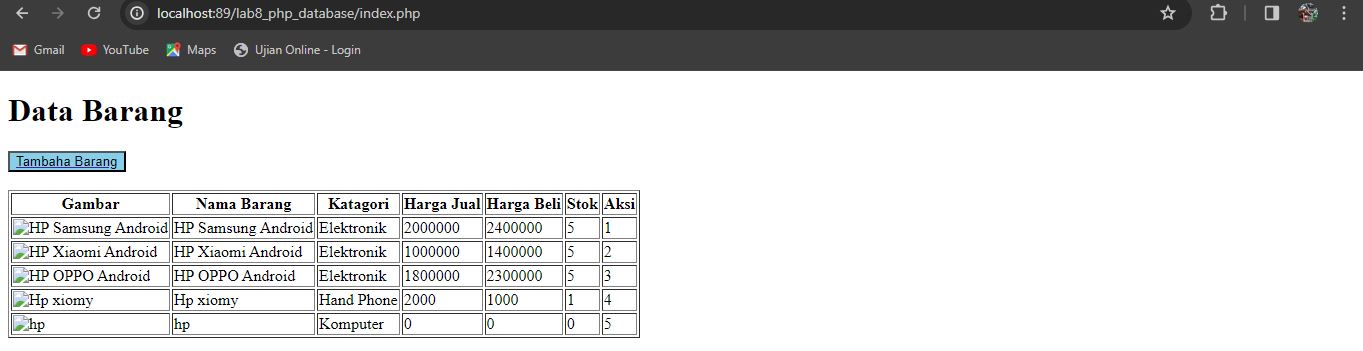 localhost:89/lab8_php_database/index.php
Gmail YouTube Maps Ujian Online - Login
Data Barang
Tambaha Barang
Gambar Nama Barang Katagori Harga Jual Harga Beli Stok Aksi
HP Samsung Android HP Samsung Android Elektronik 2000000 2400000 5 1
HP Xiaomi Android HP Xiaomi Android Elektronik 1000000 1400000 5 2
HP OPPO Android HP OPPO Android Elektronik 1800000 2300000 5 3
Hp xiomy Hp xiomy Hand Phone 2000 1000 1 4
hp hp Komputer 0 0 0 5